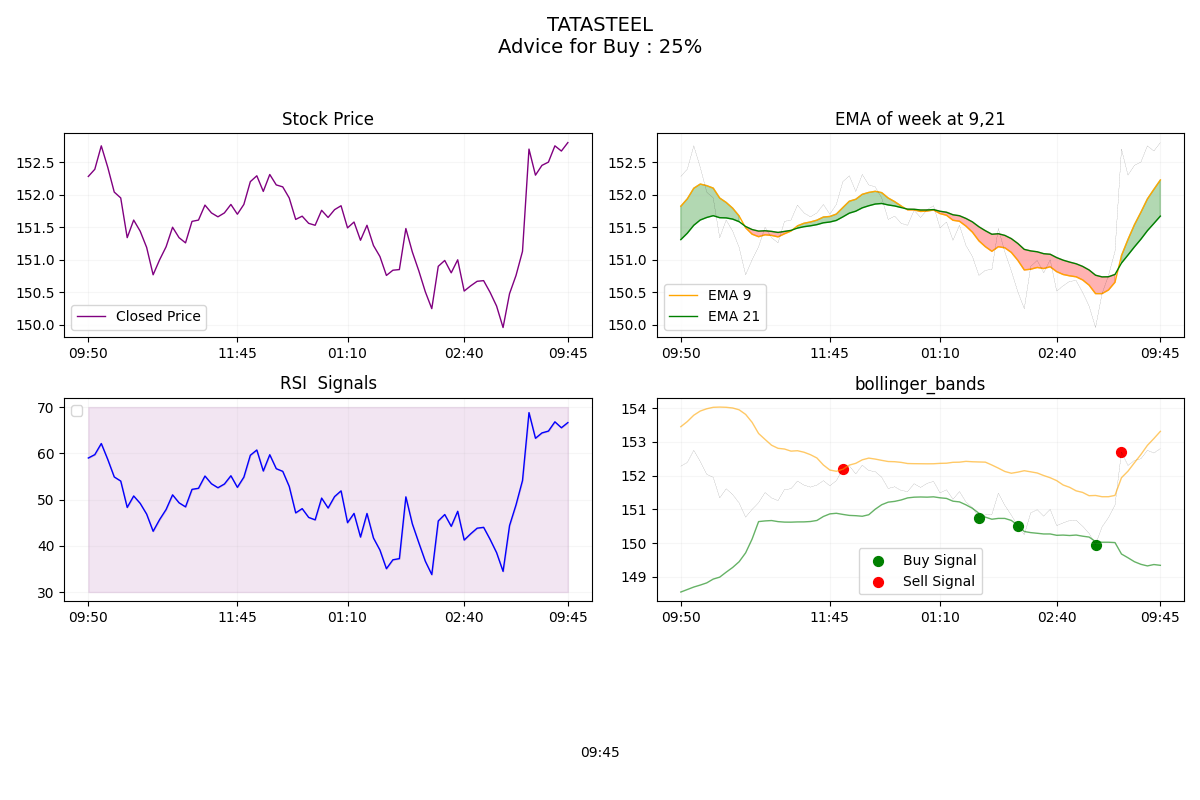 TATASTEEL
Advice for Buy : 25%
Stock Price
152.5
152.0
151.5
151.0
150.5
150.0
Closed Price
09:50 11:45 01:10 02:40 09:45
EMA of week at 9,21
152.5
152.0
151.5
151.0
150.5
150.0
EMA 9
EMA 21
09:50 11:45 01:10 02:40 09:45
RSI  Signals
70
60
50
40
30
09:50 11:45 01:10 02:40 09:45
bollinger_bands
154
153
152
151
150
149
Buy Signal
Sell Signal
09:50 11:45 01:10 02:40 09:45
09:45